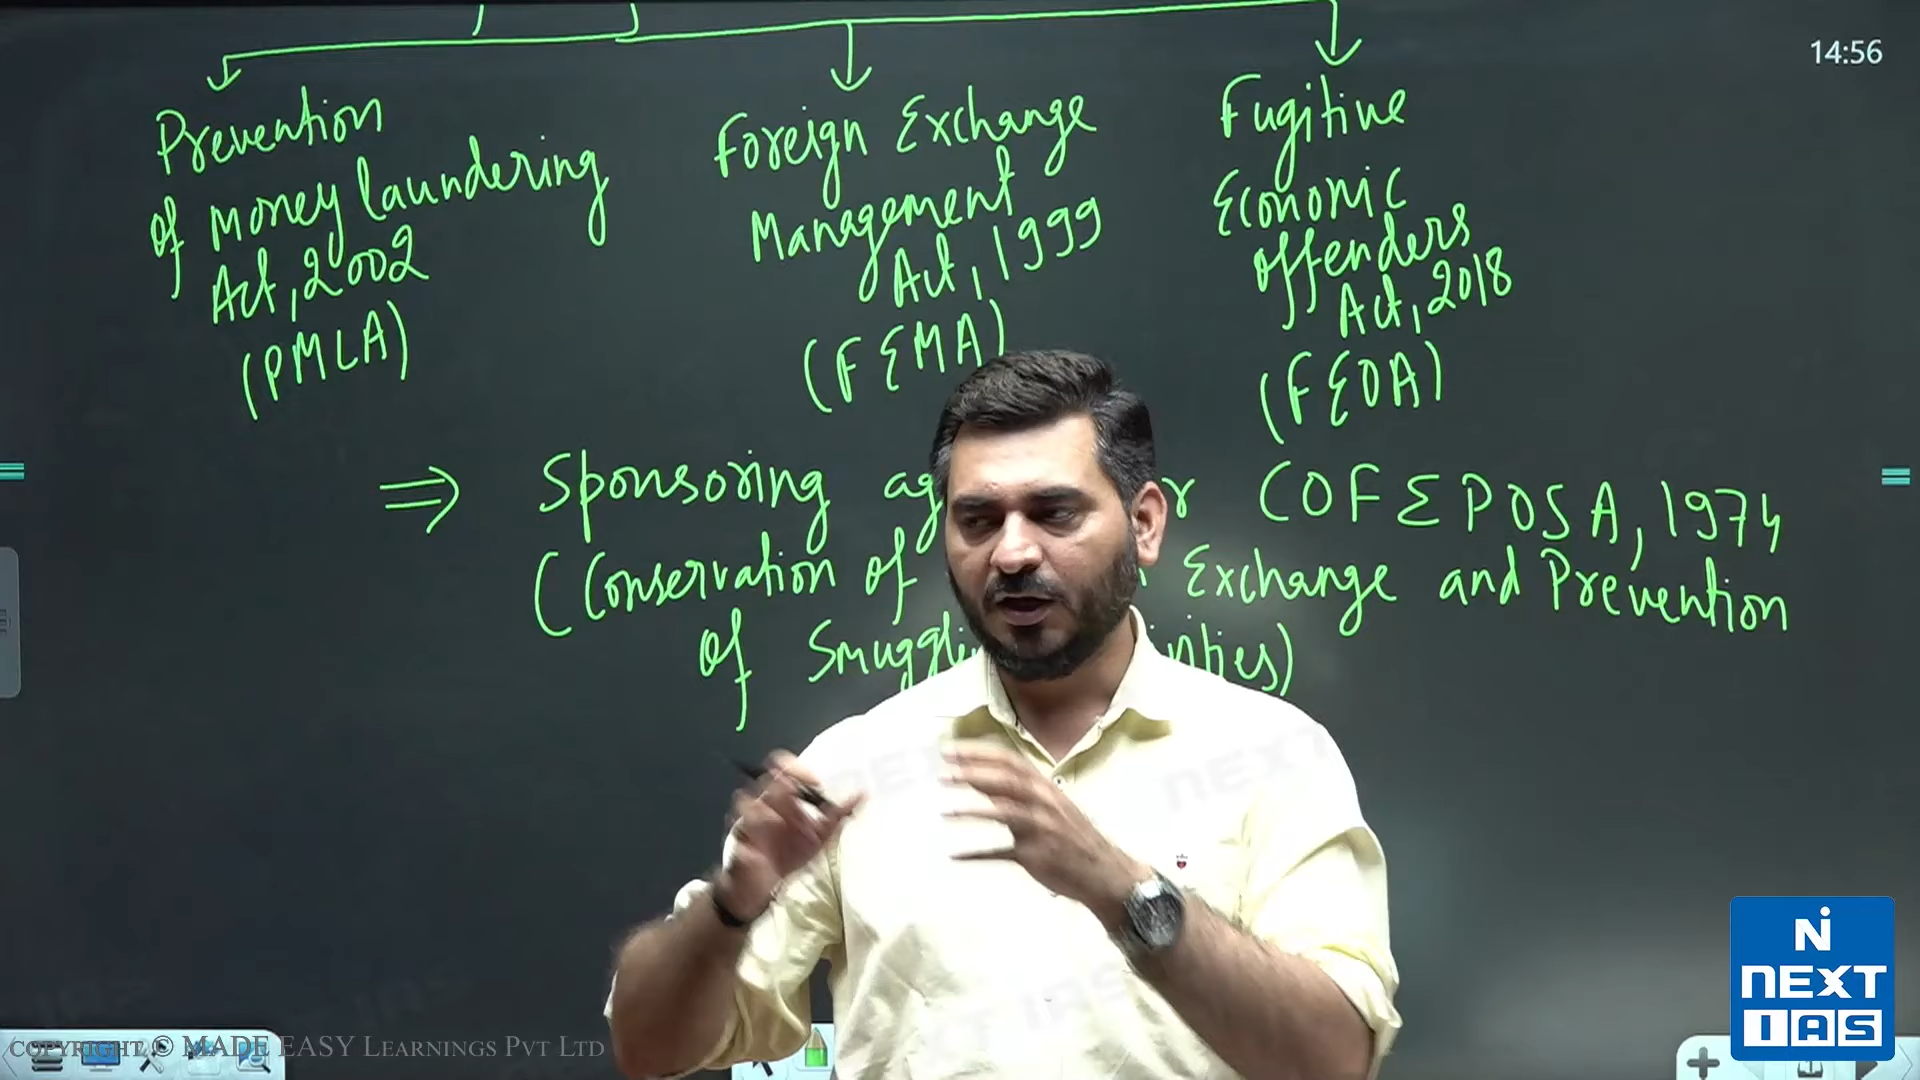 14:56
Prevention
of Money laundering
Act, 2002
(PMLA)
Foreign Exchange
Management
Act, 1999
(FEMA)
Fugitive
Economic
offenders
Act, 2018
(FEOA)
⇒ Sponsoring COFEPOSA, 1974
(Conservation of Exchange and Prevention
of
NEXT IAS
COPYRIGHT © MADE EASY LEARNINGS PVT LTD
N
NEXT
IAS